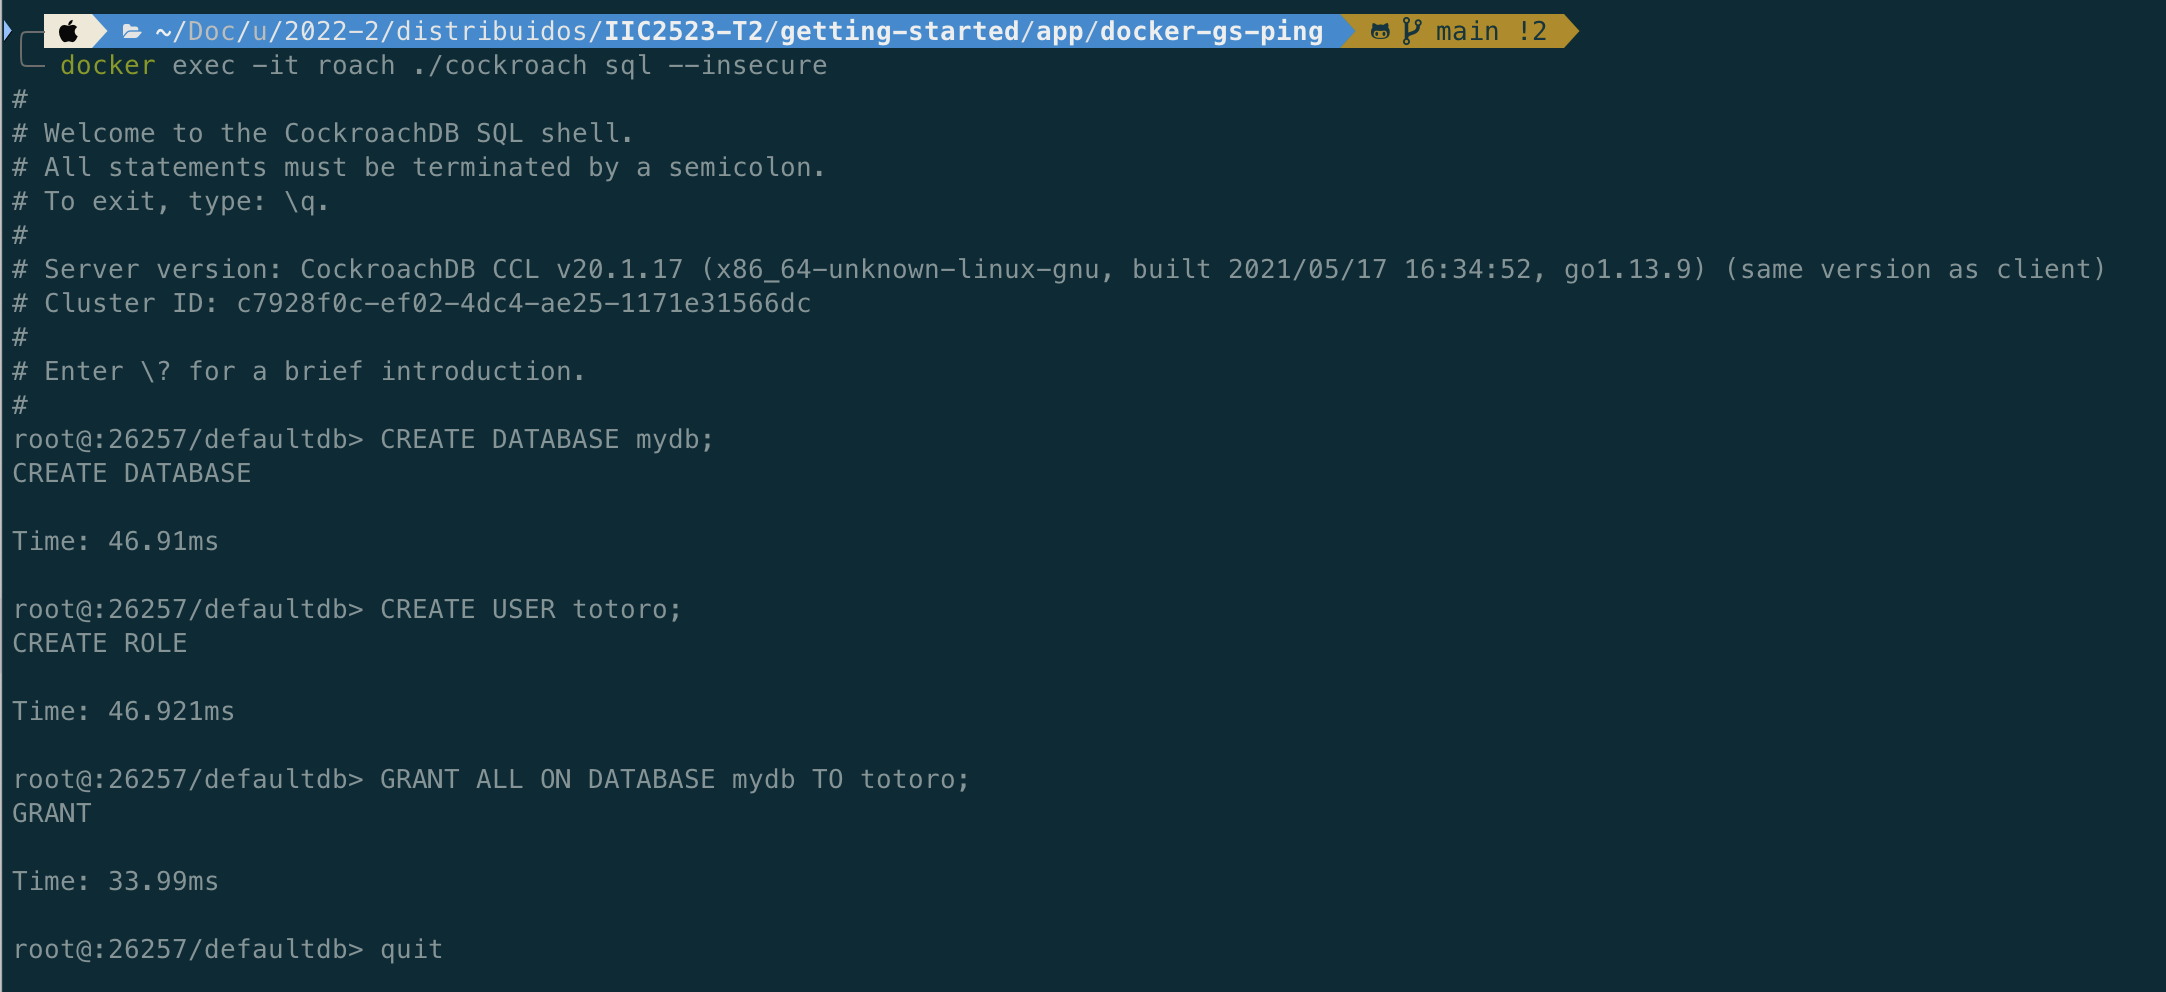 ~/Doc/u/2022-2/distribuidos/IIC2523-T2/getting-started/app/docker-gs-ping main !2
docker exec -it roach ./cockroach sql --insecure
#
# Welcome to the CockroachDB SQL shell.
# All statements must be terminated by a semicolon.
# To exit, type: \q.
#
# Server version: CockroachDB CCL v20.1.17 (x86_64-unknown-linux-gnu, built 2021/05/17 16:34:52, go1.13.9) (same version as client)
# Cluster ID: c7928f0c-ef02-4dc4-ae25-1171e31566dc
#
# Enter \? for a brief introduction.
#
root@:26257/defaultdb> CREATE DATABASE mydb;
CREATE DATABASE
Time: 46.91ms
root@:26257/defaultdb> CREATE USER totoro;
CREATE ROLE
Time: 46.921ms
root@:26257/defaultdb> GRANT ALL ON DATABASE mydb TO totoro;
GRANT
Time: 33.99ms
root@:26257/defaultdb> quit